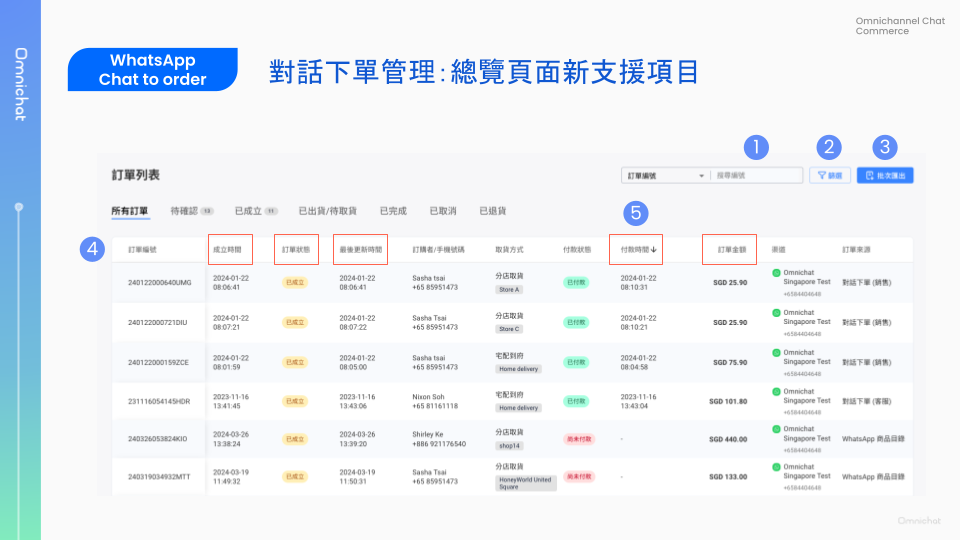 Omnichannel Chat
Commerce
Omnichat
WhatsApp
Chat to order
對話下單管理:總覽頁面新支援項目
1
2
3
訂單列表
訂單編號 搜尋編號 篩選 批次匯出
所有訂單 待確認 13 已成立 11 已出貨/待取貨 已完成 已取消 已退貨
5
4
訂單編號 成立時間 訂單狀態 最後更新時間 訂購者/手機號碼 取貨方式 付款狀態 付款時間↓ 訂單金額 渠道 訂單來源
240122000640UMG 2024-01-22 08:06:41 已成立 2024-01-22 08:06:41 Sasha tsai +65 85951473 分店取貨 Store A 已付款 2024-01-22 08:10:31 SGD 25.90 Omnichat Singapore Test +6584404648 對話下單 (銷售)
240122000721DIU 2024-01-22 08:07:21 已成立 2024-01-22 08:07:22 Sasha Tsai +65 85951473 分店取貨 Store C 已付款 2024-01-22 08:10:21 SGD 25.90 Omnichat Singapore Test +6584404648 對話下單 (銷售)
240122000159ZCE 2024-01-22 08:01:59 已成立 2024-01-22 08:05:00 Sasha tsai +65 85951473 宅配到府 Home delivery 已付款 2024-01-22 08:04:58 SGD 75.90 Omnichat Singapore Test +6584404648 對話下單 (銷售)
231116054145HDR 2023-11-16 13:41:45 已成立 2023-11-16 13:43:06 Nixon Soh +65 81161118 宅配到府 Home delivery 已付款 2023-11-16 13:43:04 SGD 101.80 Omnichat Singapore Test +6584404648 對話下單 (客服)
240326053824KIO 2024-03-26 13:38:24 已成立 2024-03-26 13:39:20 Shirley Ke +886 921176540 分店取貨 shop14 尚未付款 - SGD 440.00 Omnichat Singapore Test +6584404648 WhatsApp 商品目錄
240319034932MTT 2024-03-19 11:49:32 已成立 2024-03-19 11:50:31 Sasha Tsai +65 85951473 分店取貨 HoneyWorld United Square 尚未付款 - SGD 133.00 Omnichat Singapore Test +6584404648 WhatsApp 商品目錄
Omnichat